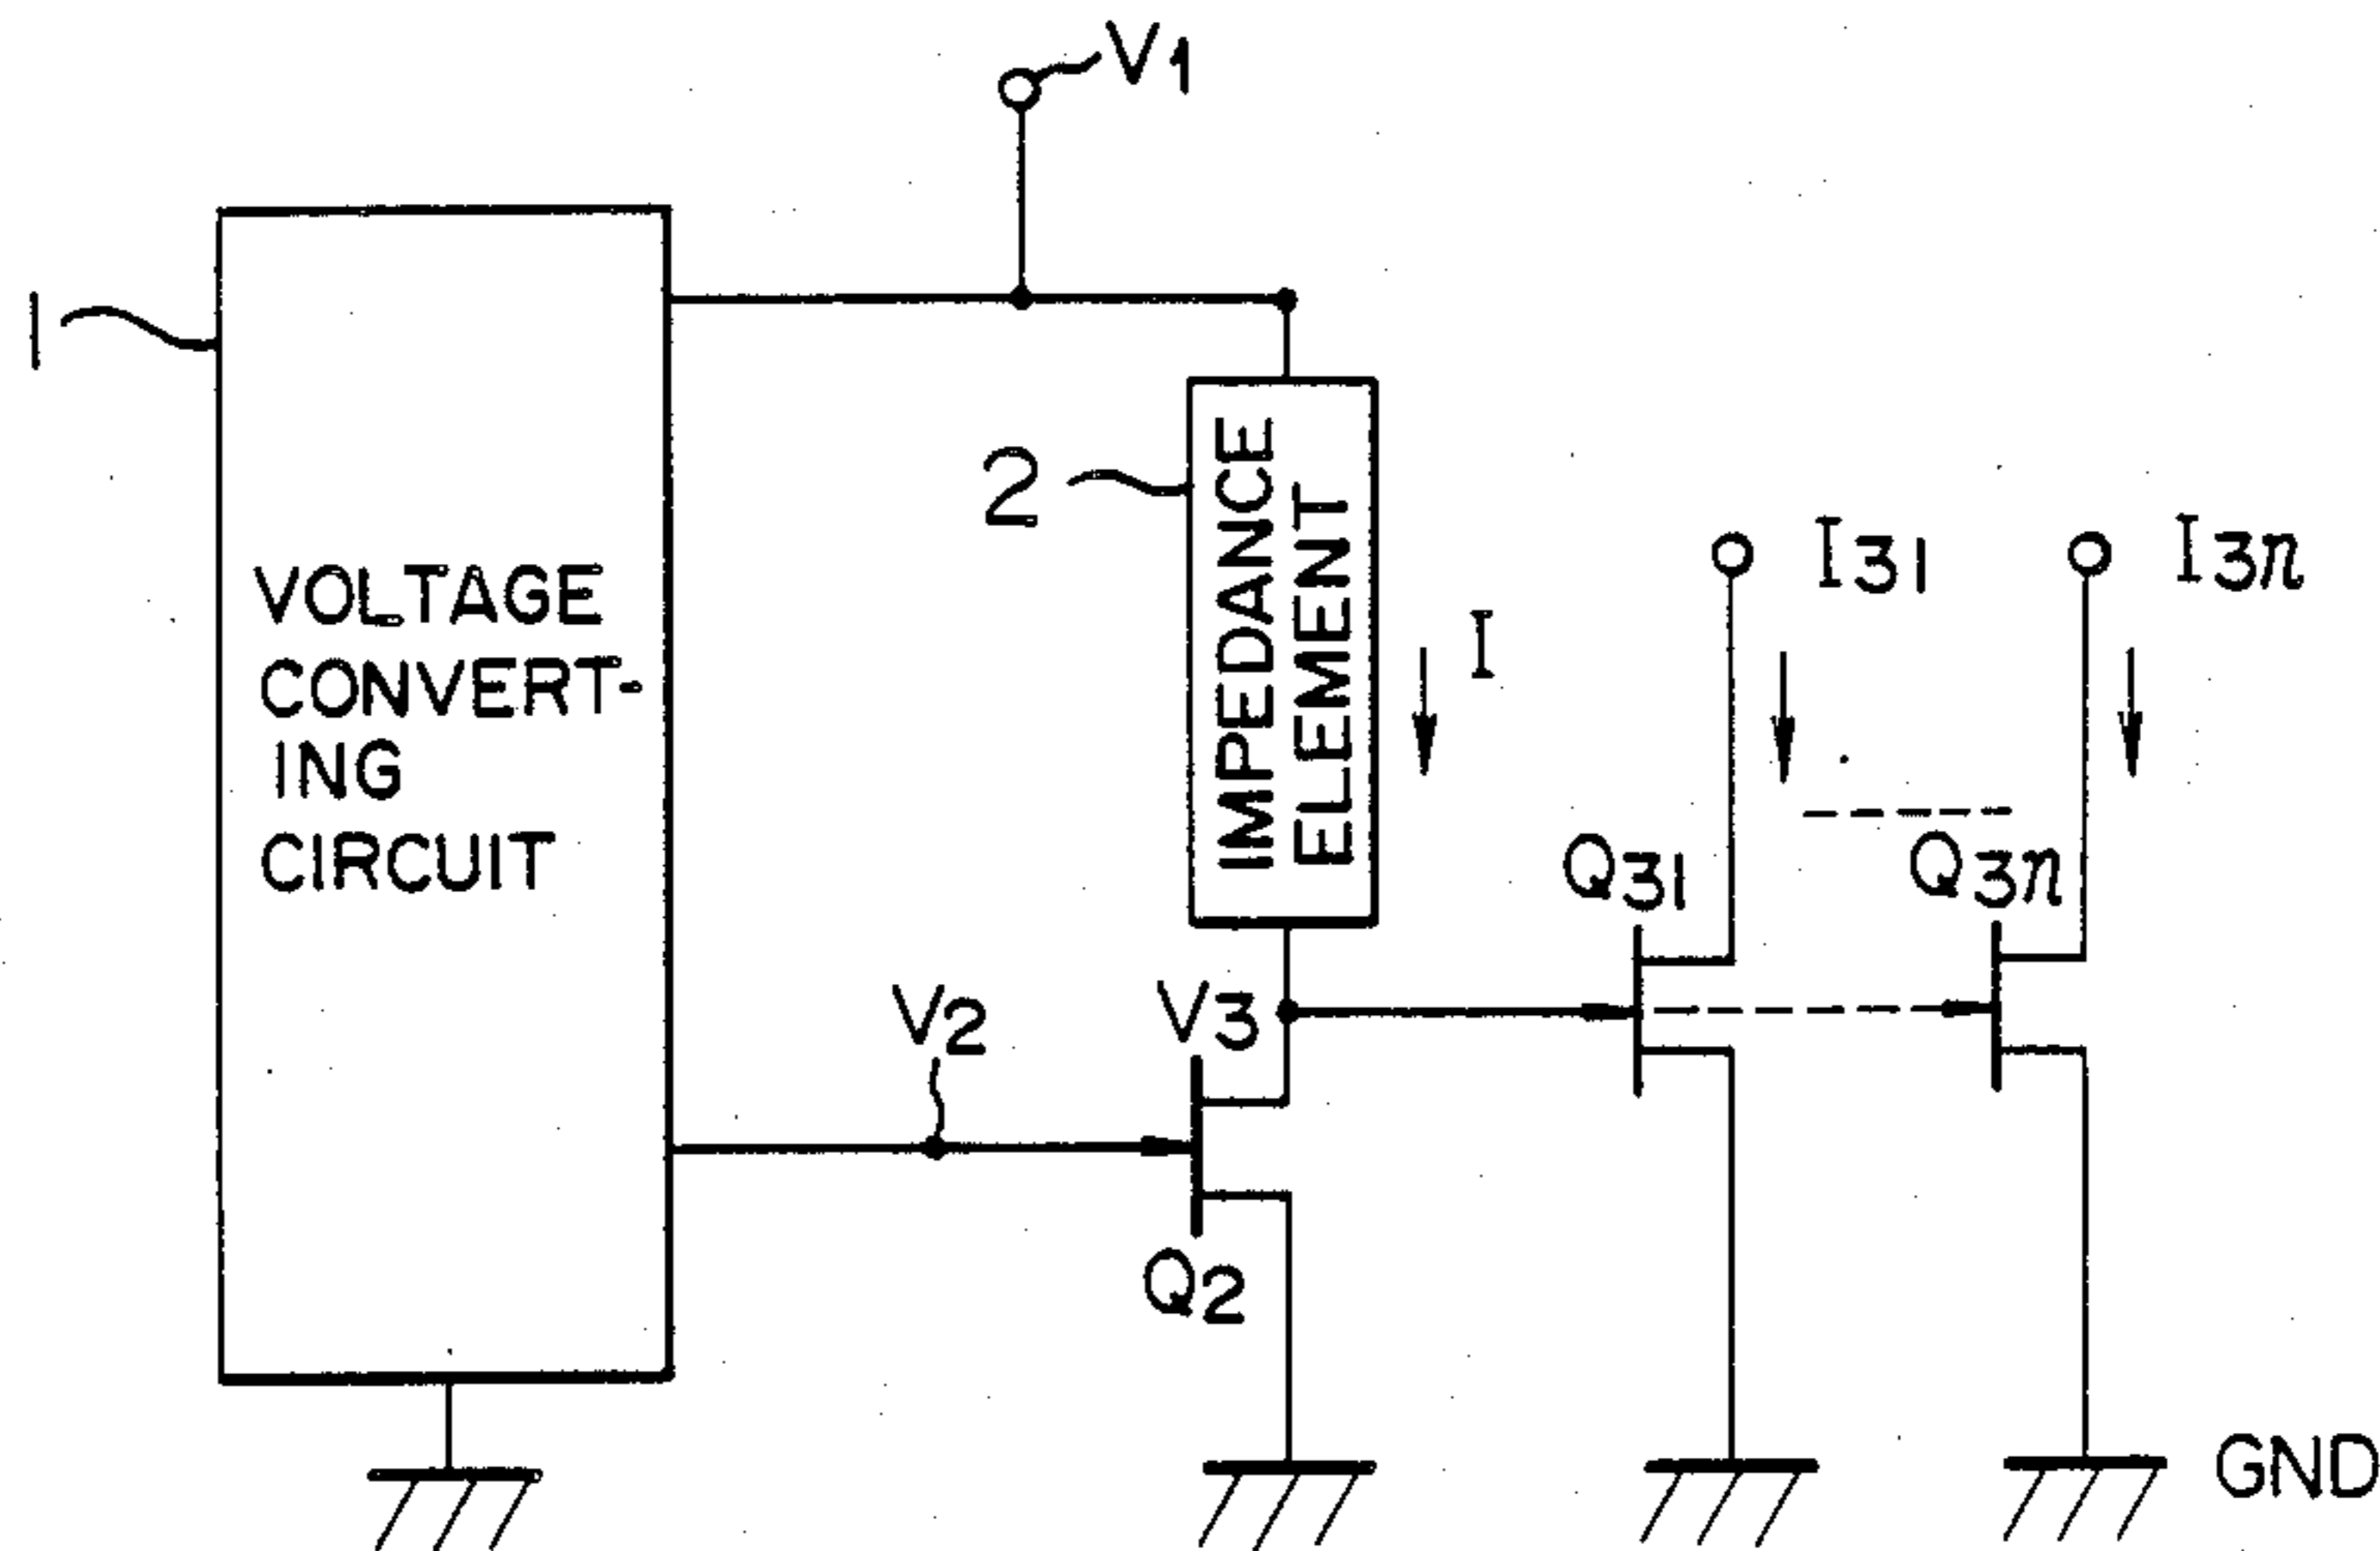 V1
1
VOLTAGE
CONVERT-
ING
CIRCUIT
2
IMPEDANCE
ELEMENT
I
I31
I3n
Q31
Q3n
V2
V3
Q2
GND